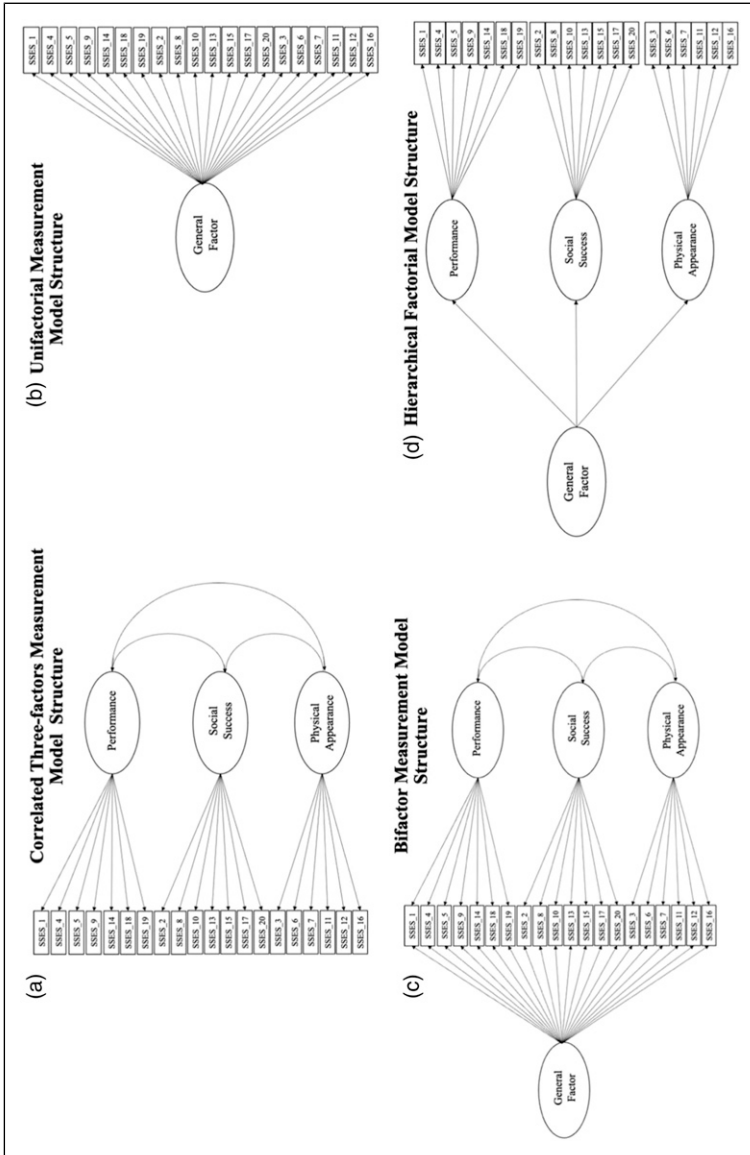 (a)
Correlated Three-factors Measurement
Model Structure
SSES_1
SSES_4
SSES_5
SSES_9
SSES_14
SSES_18
SSES_19
SSES_2
SSES_8
SSES_10
SSES_13
SSES_15
SSES_17
SSES_20
SSES_3
SSES_6
SSES_7
SSES_11
SSES_12
SSES_16
Performance
Social
Success
Physical
Appearance
(b)
Unifactorial Measurement
Model Structure
General
Factor
SSES_1
SSES_4
SSES_5
SSES_9
SSES_14
SSES_18
SSES_19
SSES_2
SSES_8
SSES_10
SSES_13
SSES_15
SSES_17
SSES_20
SSES_3
SSES_6
SSES_7
SSES_11
SSES_12
SSES_16
(c)
Bifactor Measurement Model
Structure
General
Factor
SSES_1
SSES_4
SSES_5
SSES_9
SSES_14
SSES_18
SSES_19
SSES_2
SSES_8
SSES_10
SSES_13
SSES_15
SSES_17
SSES_20
SSES_3
SSES_6
SSES_7
SSES_11
SSES_12
SSES_16
Performance
Social
Success
Physical
Appearance
(d)
Hierarchical Factorial Model Structure
General
Factor
Performance
Social
Success
Physical
Appearance
SSES_1
SSES_4
SSES_5
SSES_9
SSES_14
SSES_18
SSES_19
SSES_2
SSES_8
SSES_10
SSES_13
SSES_15
SSES_17
SSES_20
SSES_3
SSES_6
SSES_7
SSES_11
SSES_12
SSES_16